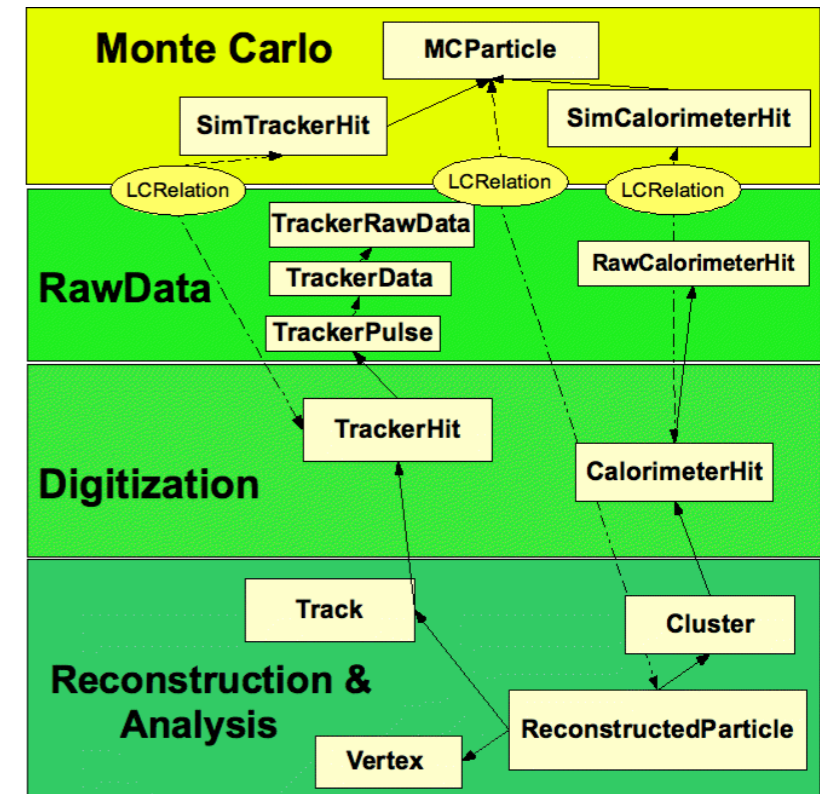 Monte Carlo
MCParticle
SimTrackerHit
SimCalorimeterHit
LCRelation
LCRelation
LCRelation
TrackerRawData
RawCalorimeterHit
TrackerData
RawData
TrackerPulse
TrackerHit
CalorimeterHit
Digitization
Track
Cluster
Reconstruction &
Analysis
ReconstructedParticle
Vertex